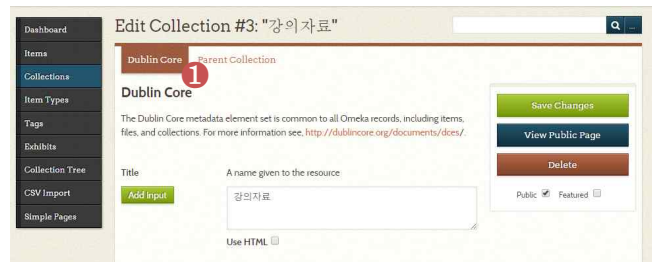 Edit Collection #3: "강의자료"
Dashboard
Items
Collections
Item Types
Tags
Exhibits
Collection Tree
CSV Import
Simple Pages
Dublin Core
Parent Collection
1
Dublin Core
The Dublin Core metadata element set is common to all Omeka records, including items,
files, and collections. For more information see, http://dublincore.org/documents/dces/.
Title
A name given to the resource
Add Input
강의자료
Use HTML
Save Changes
View Public Page
Delete
Public
Featured